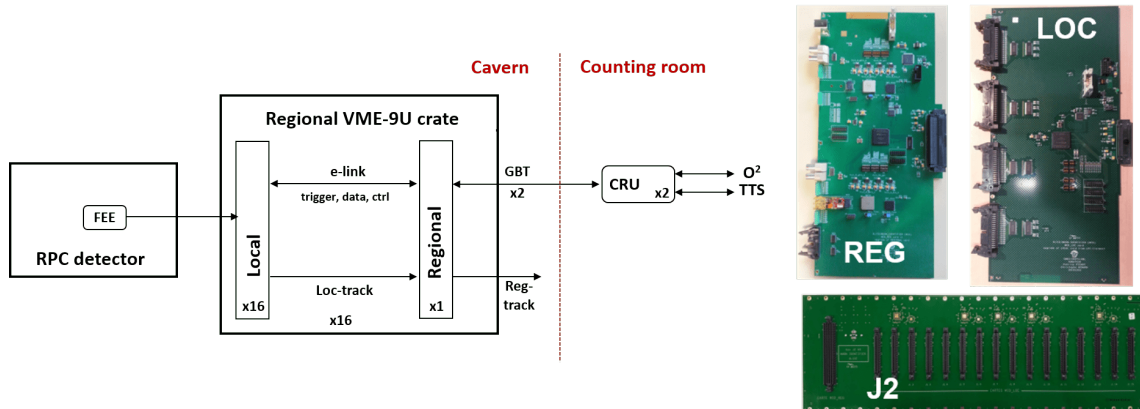 Cavern
Counting room
Regional VME-9U crate
Local
x16
e-link
trigger, data, ctrl
Loc-track
x16
Regional
x1
GBT
x2
Reg-
track
FEE
RPC detector
CRU
x2
O²
TTS
REG
LOC
J2